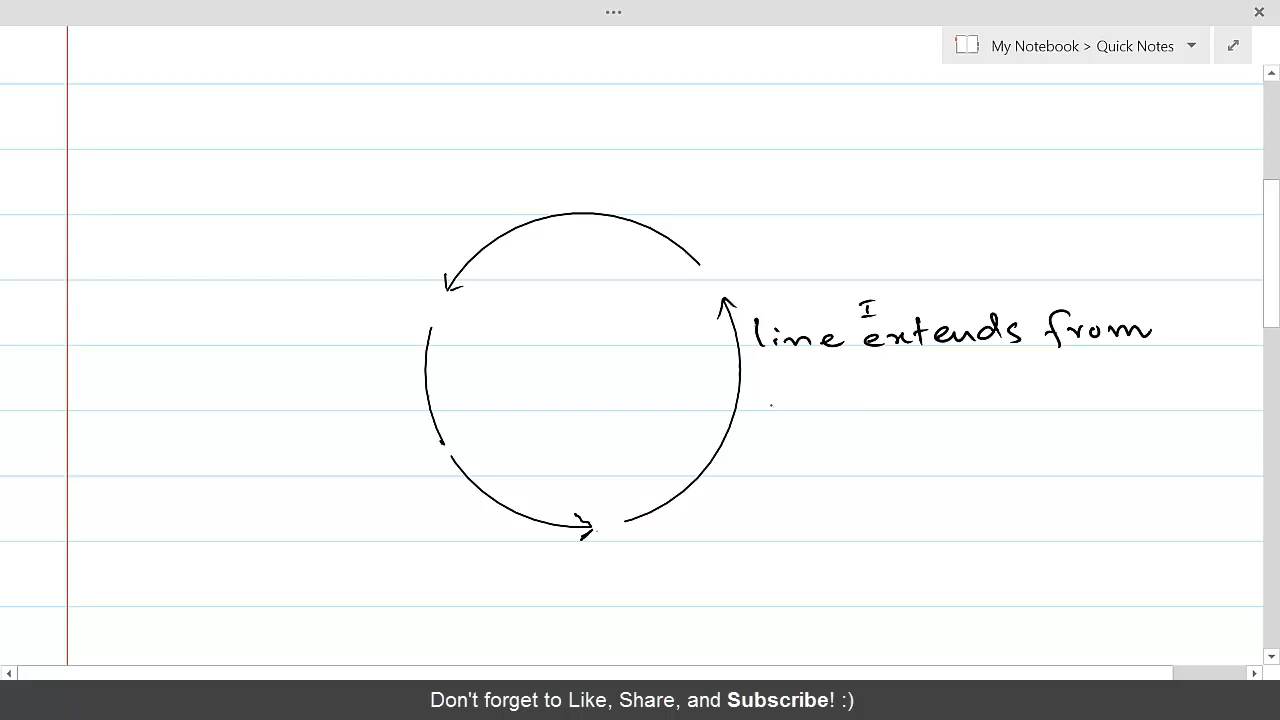 ...
My Notebook > Quick Notes
I
line extends from
Don't forget to Like, Share, and Subscribe! :)